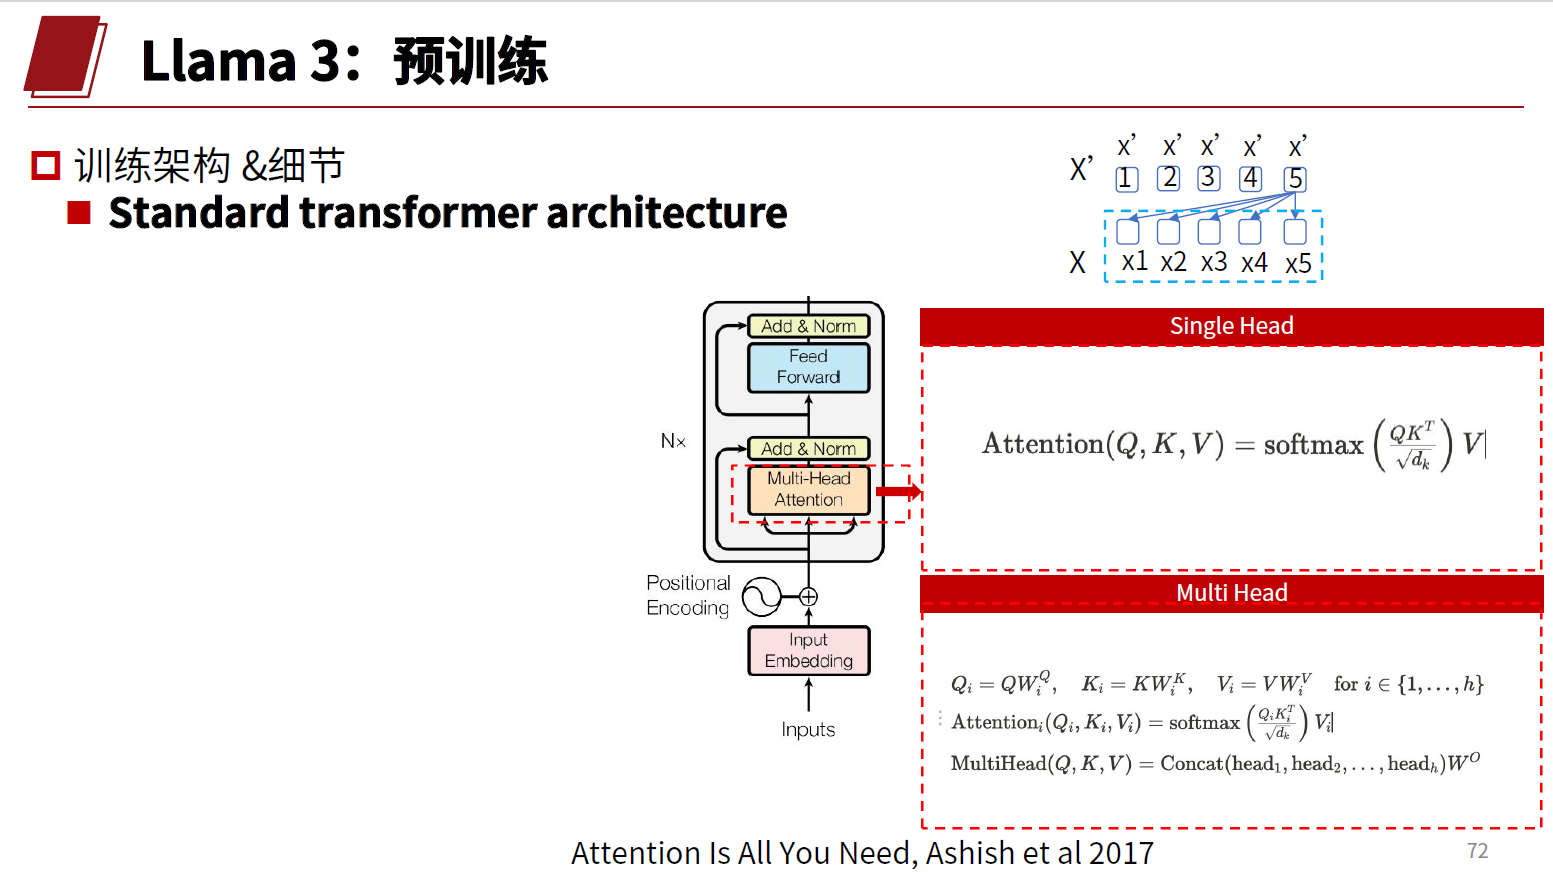 Llama 3：预训练
训练架构 &细节
Standard transformer architecture
x’ x’ x’ x’ x’
X’ 1 2 3 4 5
X x1 x2 x3 x4 x5
Add & Norm
Feed
Forward
N×
Add & Norm
Multi-Head
Attention
Positional
Encoding
Input
Embedding
Inputs
Single Head
Attention(Q, K, V) = softmax (QK^T / √d_k) V|
Multi Head
Q_i = QW_i^Q, K_i = KW_i^K, V_i = VW_i^V for i ∈ {1, . . . , h}
Attention_i(Q_i, K_i, V_i) = softmax (Q_iK_i^T / √d_k) V_i|
MultiHead(Q, K, V) = Concat(head_1, head_2, . . . , head_h)W^O
Attention Is All You Need, Ashish et al 2017
72